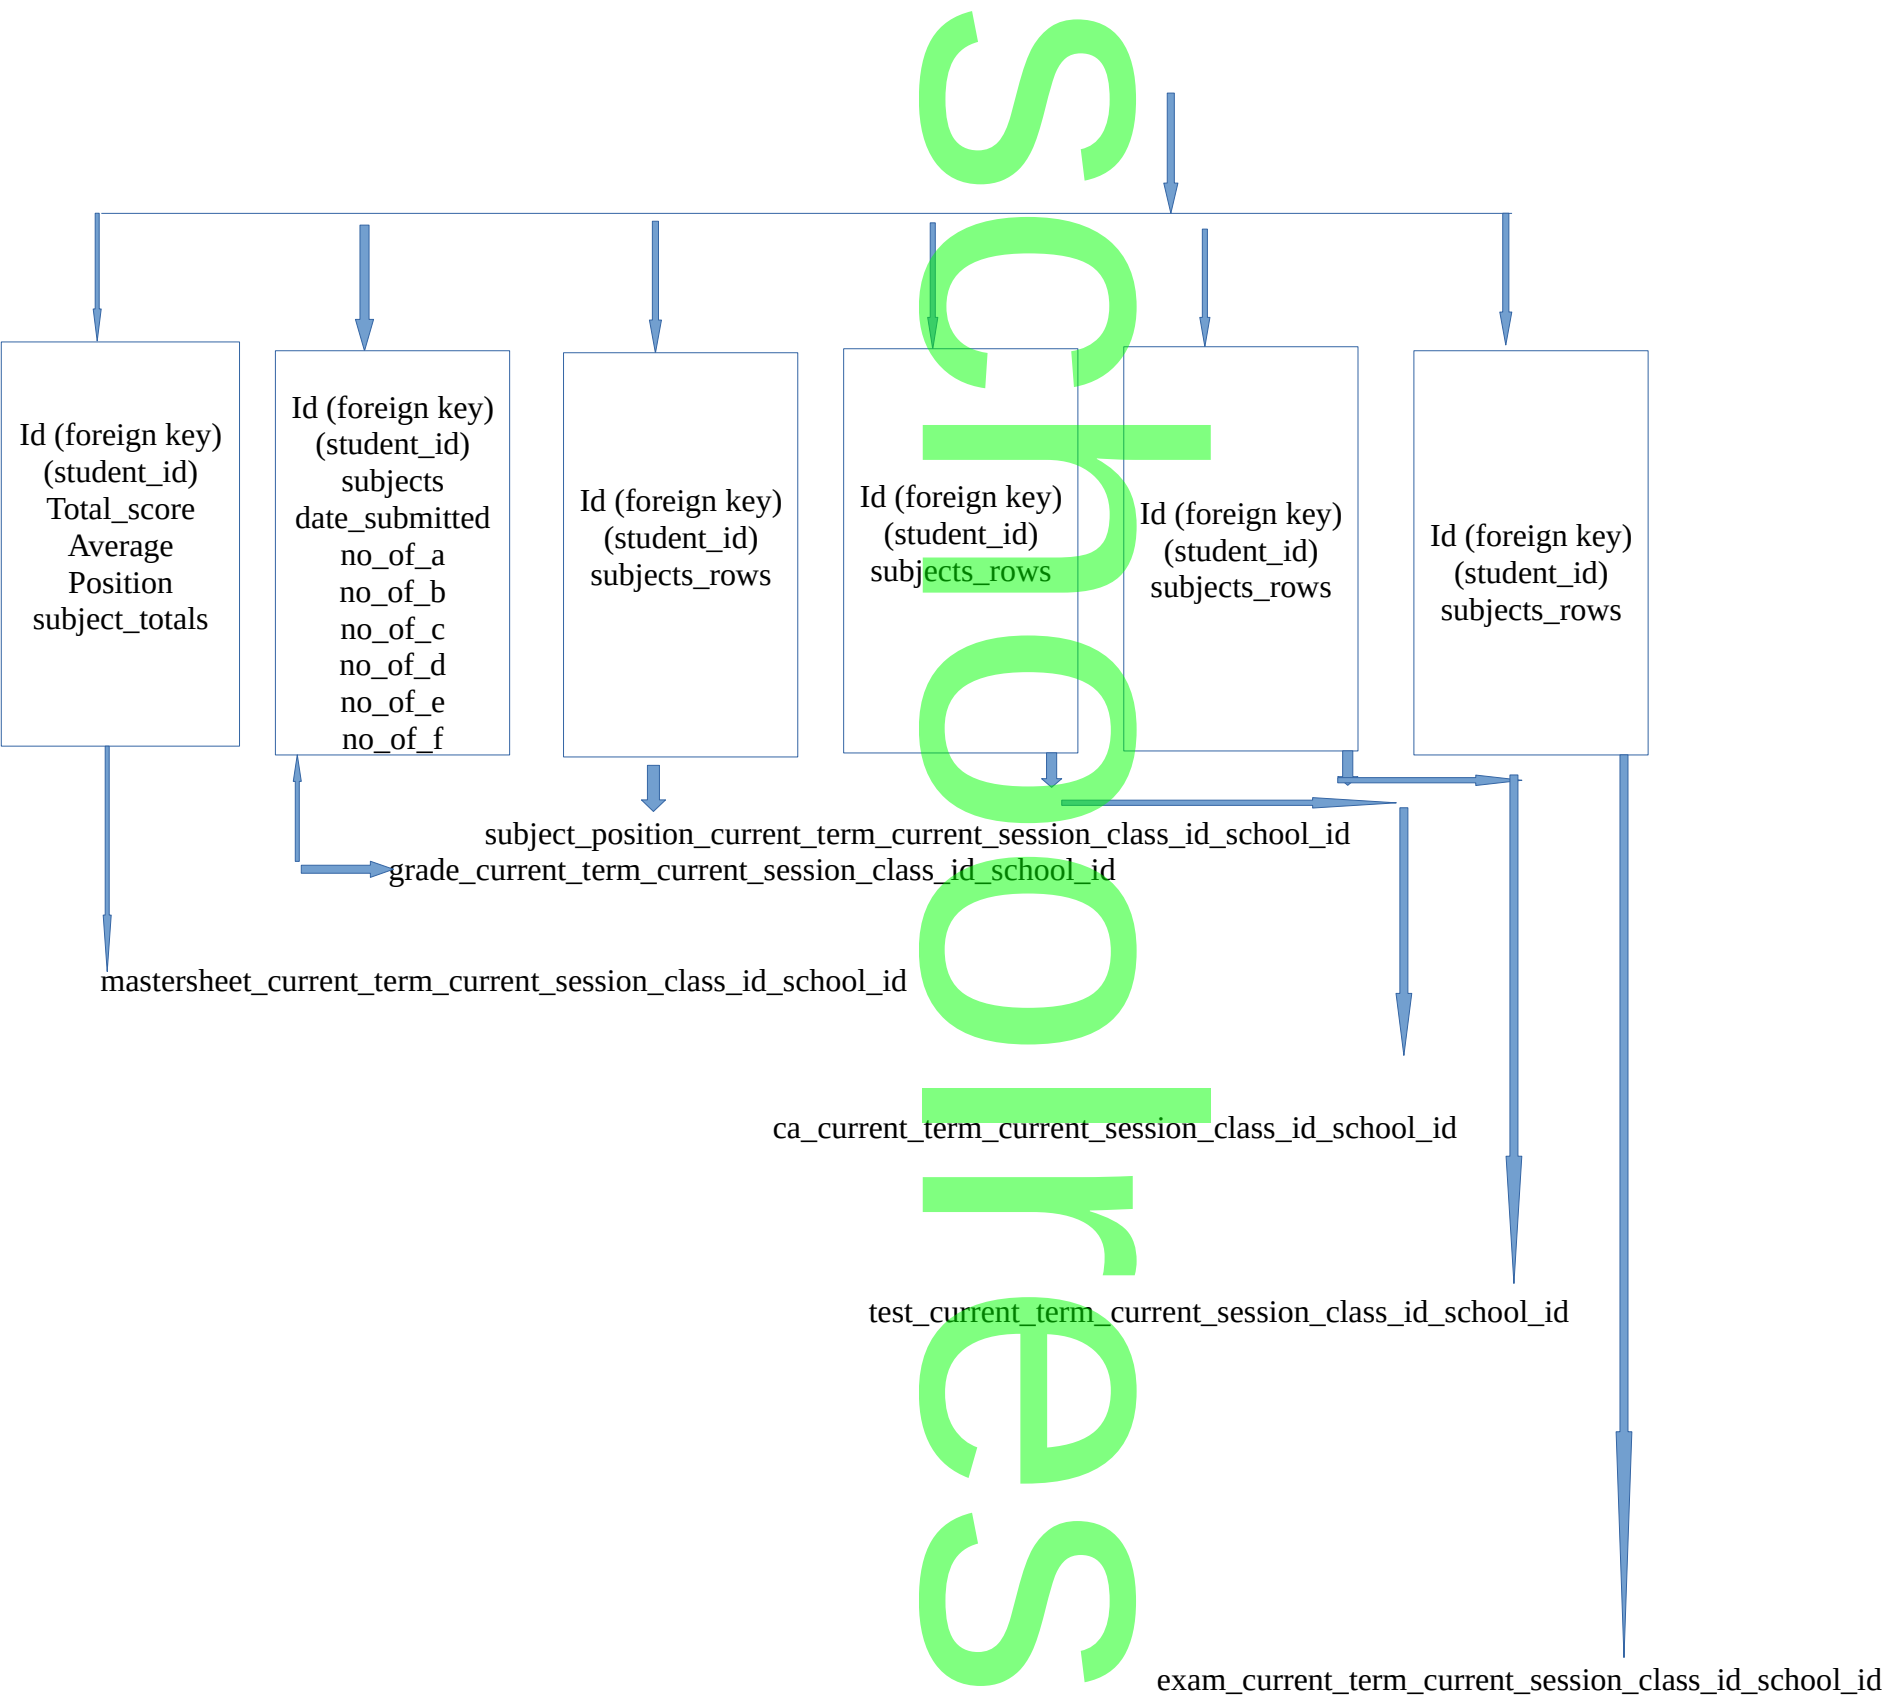 Id (foreign key)
(student_id)
Total_score
Average
Position
subject_totals
Id (foreign key)
(student_id)
subjects
date_submitted
no_of_a
no_of_b
no_of_c
no_of_d
no_of_e
no_of_f
Id (foreign key)
(student_id)
subjects_rows
Id (foreign key)
(student_id)
subjects_rows
Id (foreign key)
(student_id)
subjects_rows
Id (foreign key)
(student_id)
subjects_rows
subject_position_current_term_current_session_class_id_school_id
grade_current_term_current_session_class_id_school_id
mastersheet_current_term_current_session_class_id_school_id
ca_current_term_current_session_class_id_school_id
test_current_term_current_session_class_id_school_id
exam_current_term_current_session_class_id_school_id
schoolres